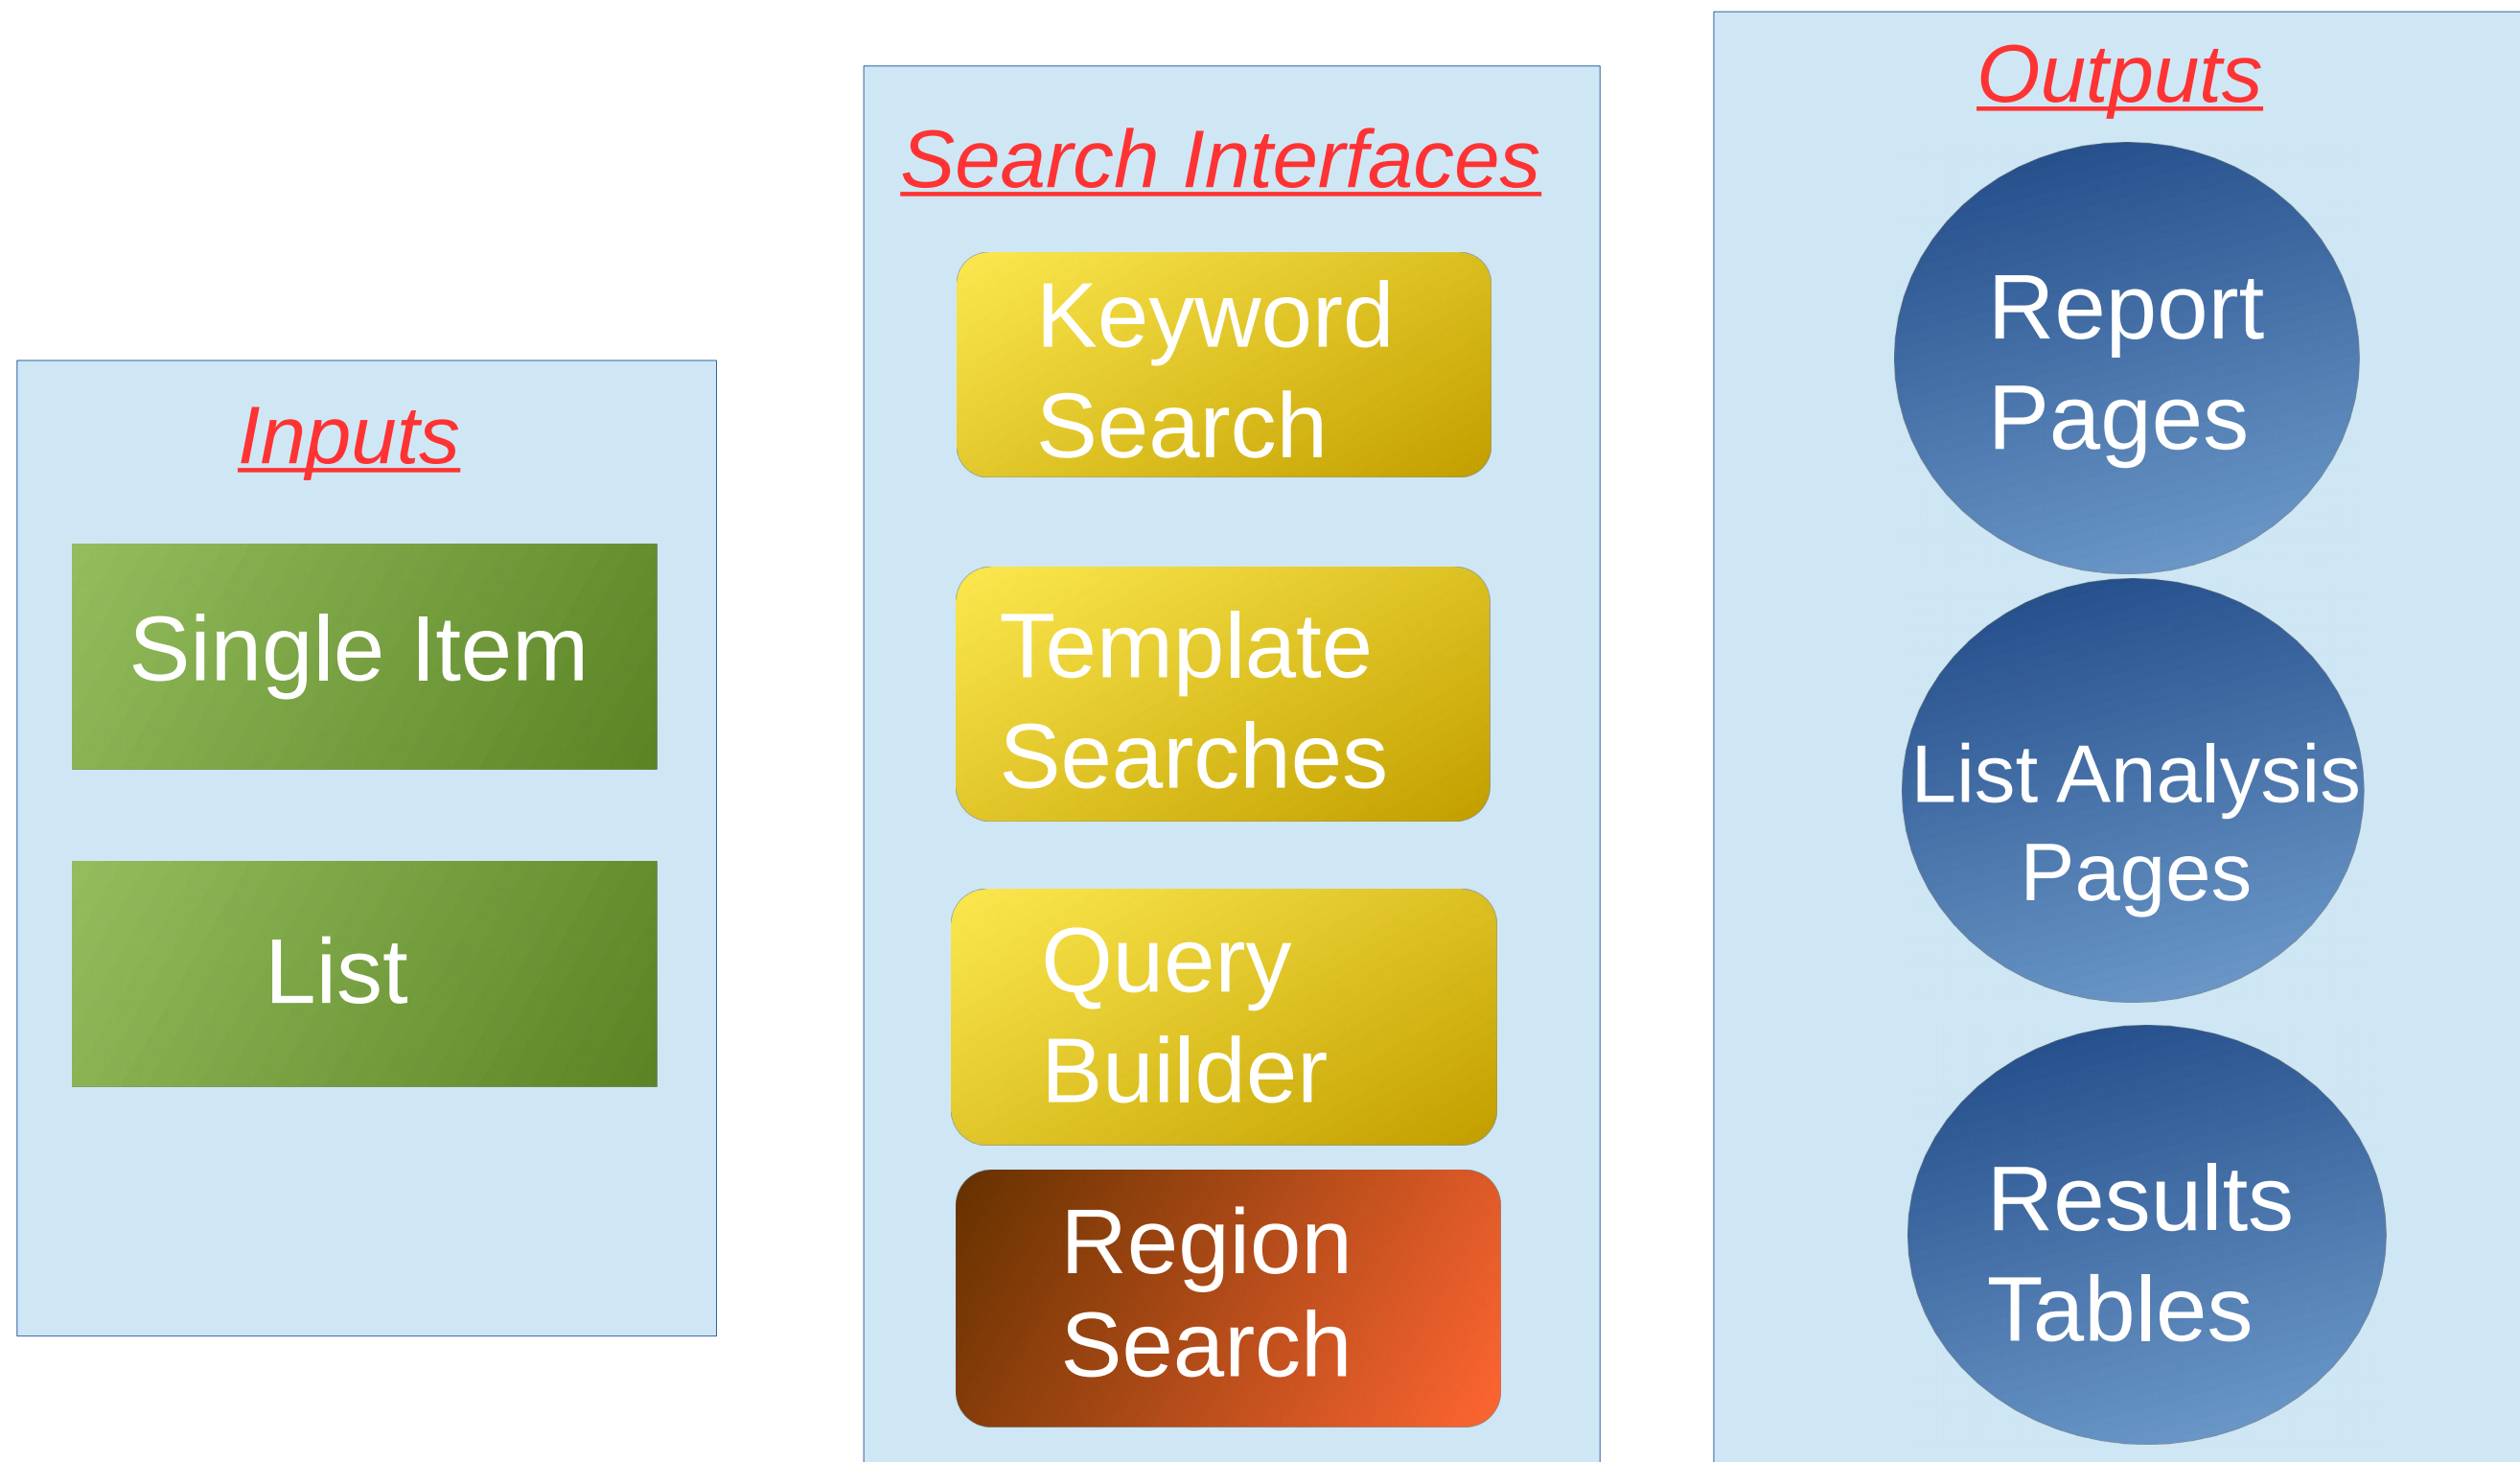 Inputs
Single Item
List
Search Interfaces
Keyword
Search
Template
Searches
Query
Builder
Region
Search
Outputs
Report
Pages
List Analysis
Pages
Results
Tables